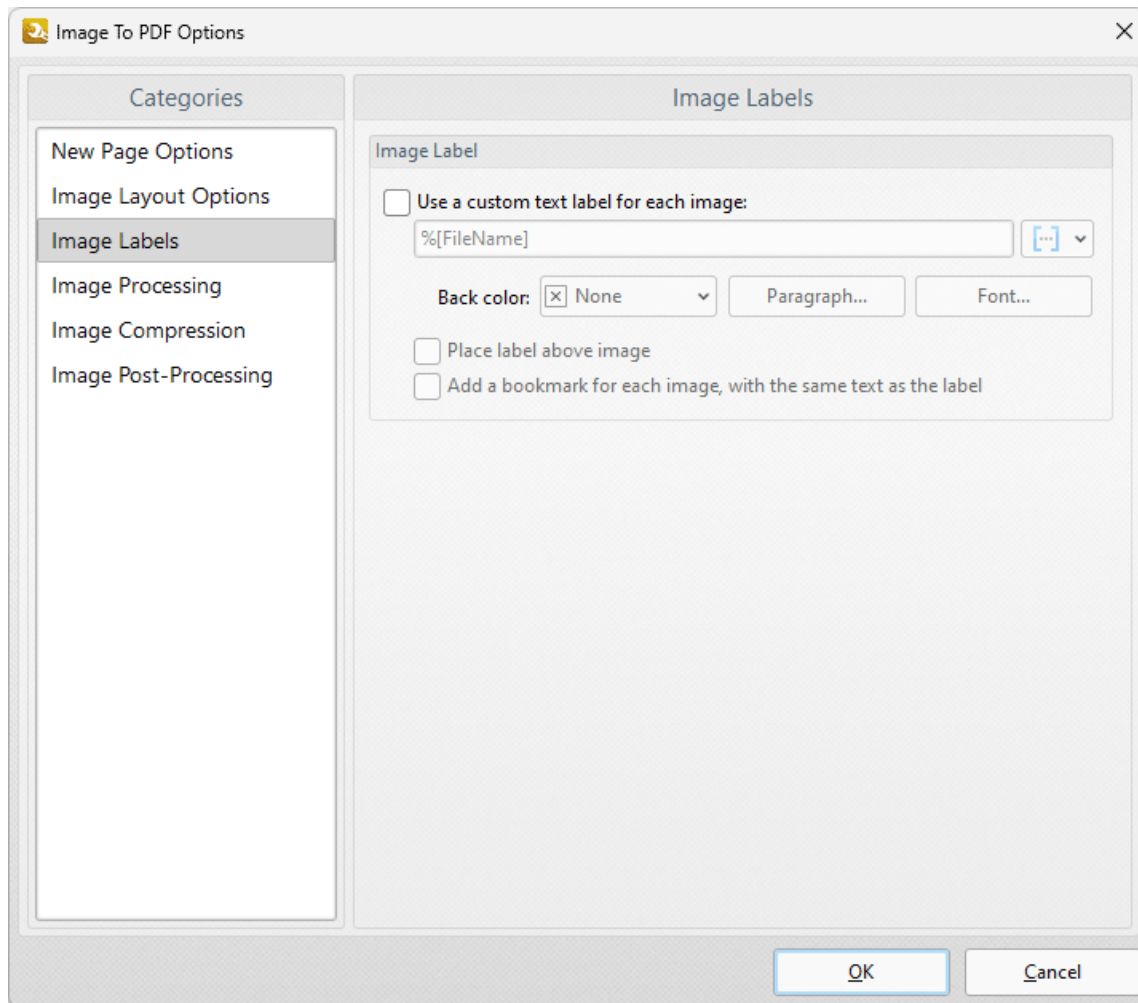 Image To PDF Options
Categories
New Page Options
Image Layout Options
Image Labels
Image Processing
Image Compression
Image Post-Processing
Image Labels
Image Label
Use a custom text label for each image:
%[FileName]
Back color: None Paragraph... Font...
Place label above image
Add a bookmark for each image, with the same text as the label
OK Cancel